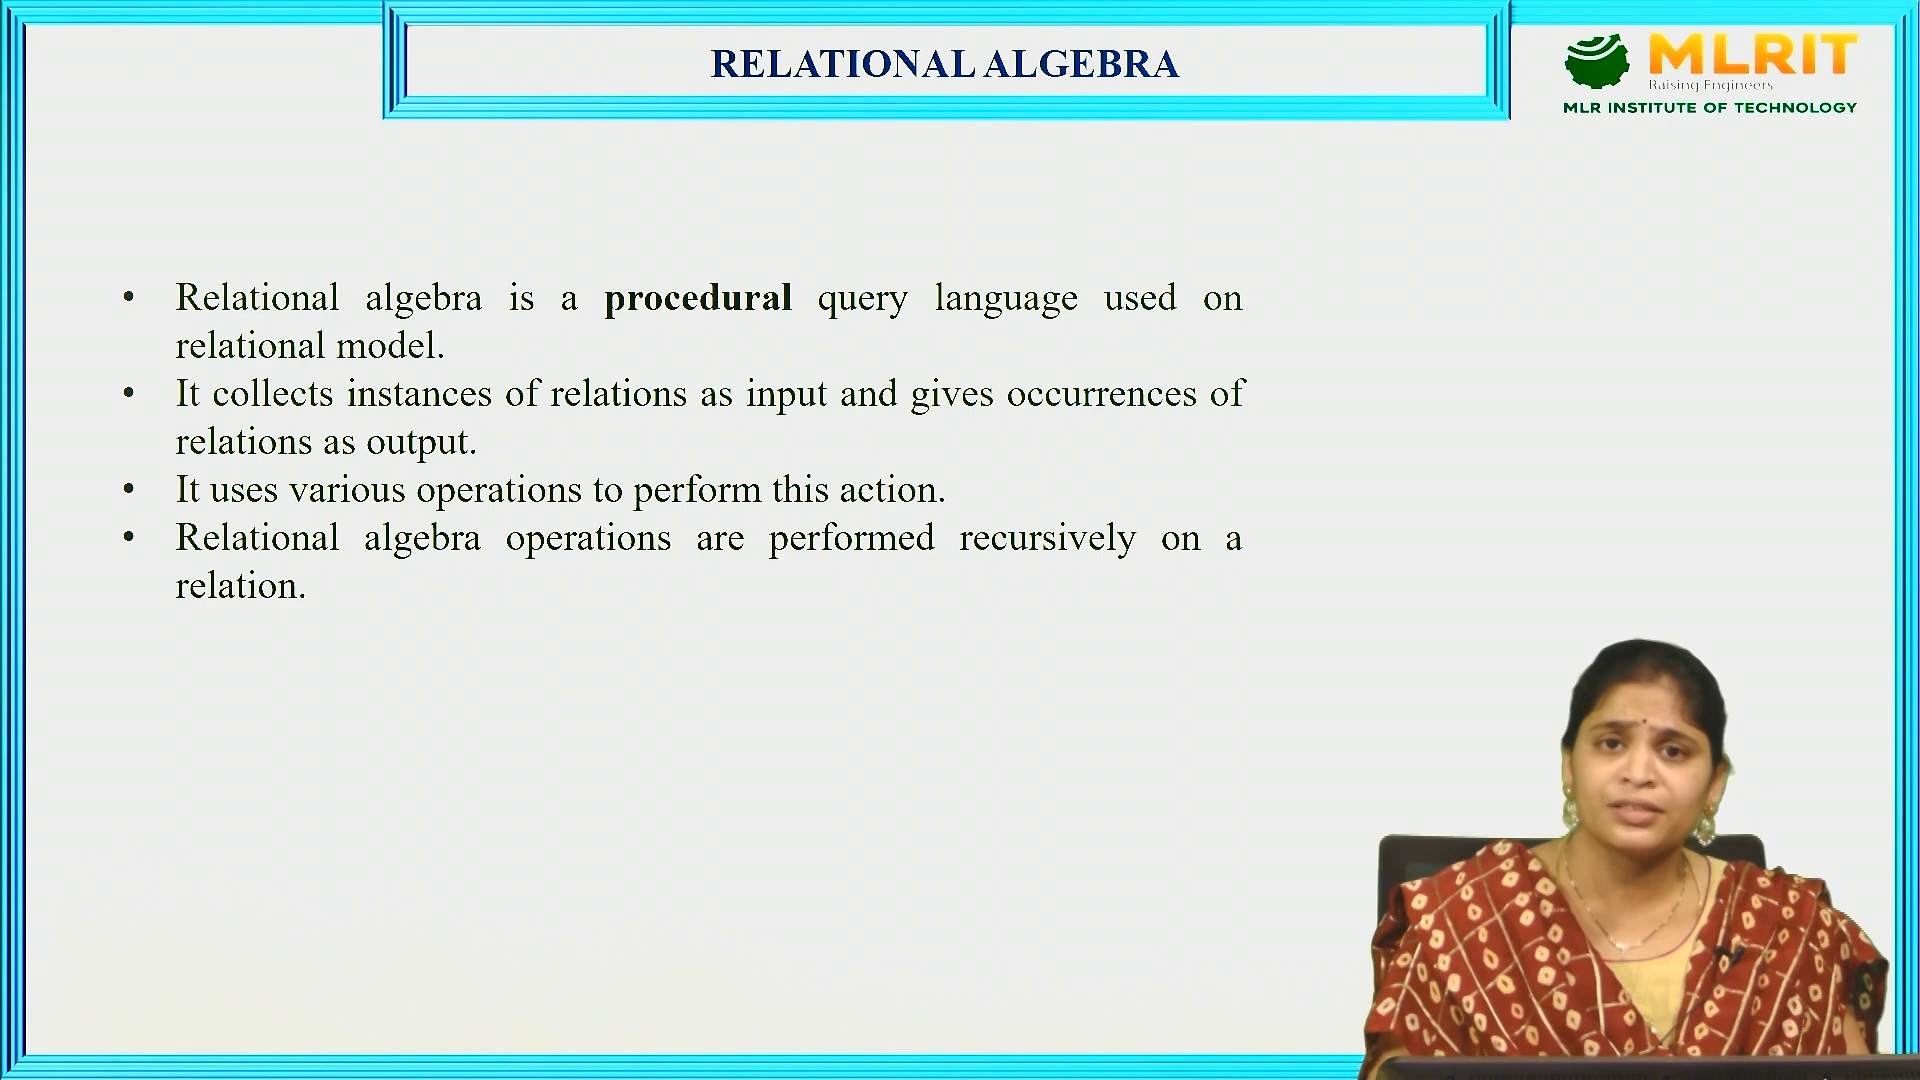 RELATIONAL ALGEBRA
MLRIT
Raising Engineers
MLR INSTITUTE OF TECHNOLOGY
• Relational algebra is a procedural query language used on
relational model.
• It collects instances of relations as input and gives occurrences of
relations as output.
• It uses various operations to perform this action.
• Relational algebra operations are performed recursively on a
relation.